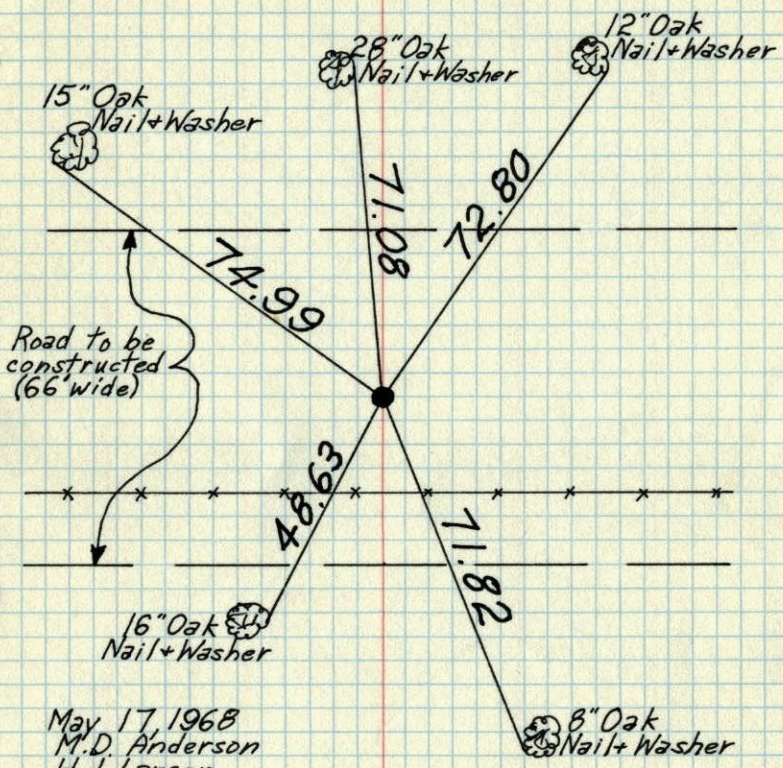 12" Oak
Nail + Washer
28" Oak
Nail + Washer
15" Oak
Nail + Washer
71.08
72.80
74.99
Road to be
constructed
(66' wide)
48.63
71.82
16" Oak
Nail + Washer
8" Oak
Nail + Washer
May 17, 1968
M.D. Anderson